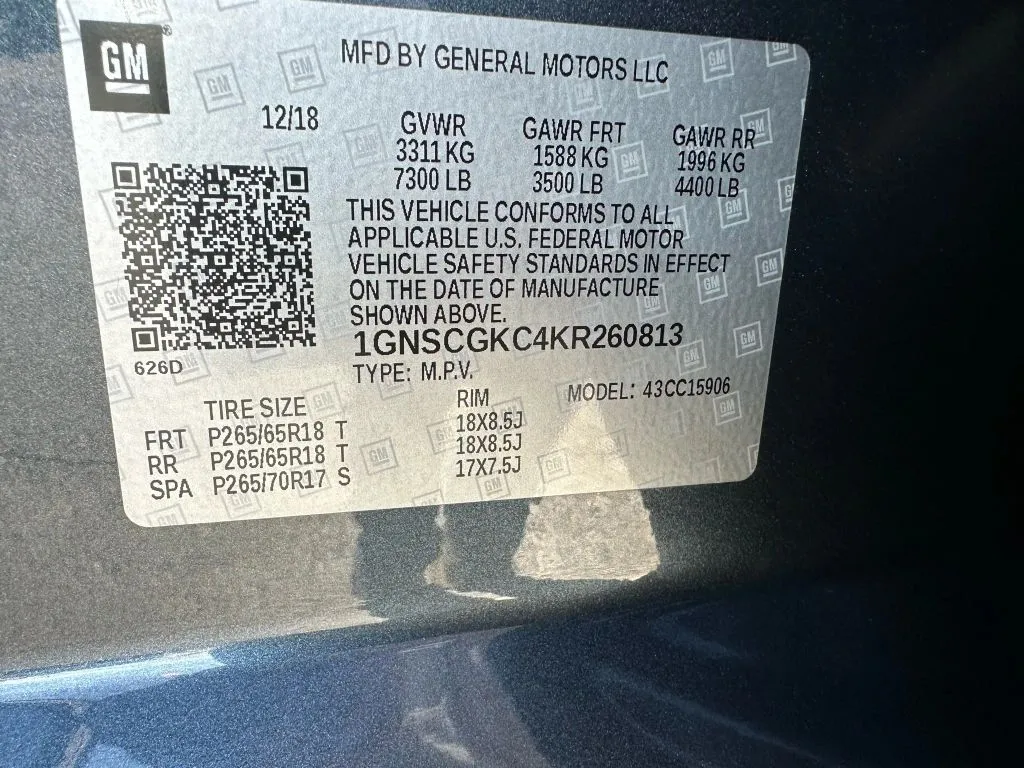 GM
MFD BY GENERAL MOTORS LLC
12/18
GVWR GAWR FRT GAWR RR
3311 KG 1588 KG 1996 KG
7300 LB 3500 LB 4400 LB
THIS VEHICLE CONFORMS TO ALL
APPLICABLE U.S. FEDERAL MOTOR
VEHICLE SAFETY STANDARDS IN EFFECT
ON THE DATE OF MANUFACTURE
SHOWN ABOVE.
1GNSCGKC4KR260813
626D
TYPE: M.P.V. MODEL: 43CC15906
TIRE SIZE RIM
FRT P265/65R18 T 18X8.5J
RR P265/65R18 T 18X8.5J
SPA P265/70R17 S 17X7.5J